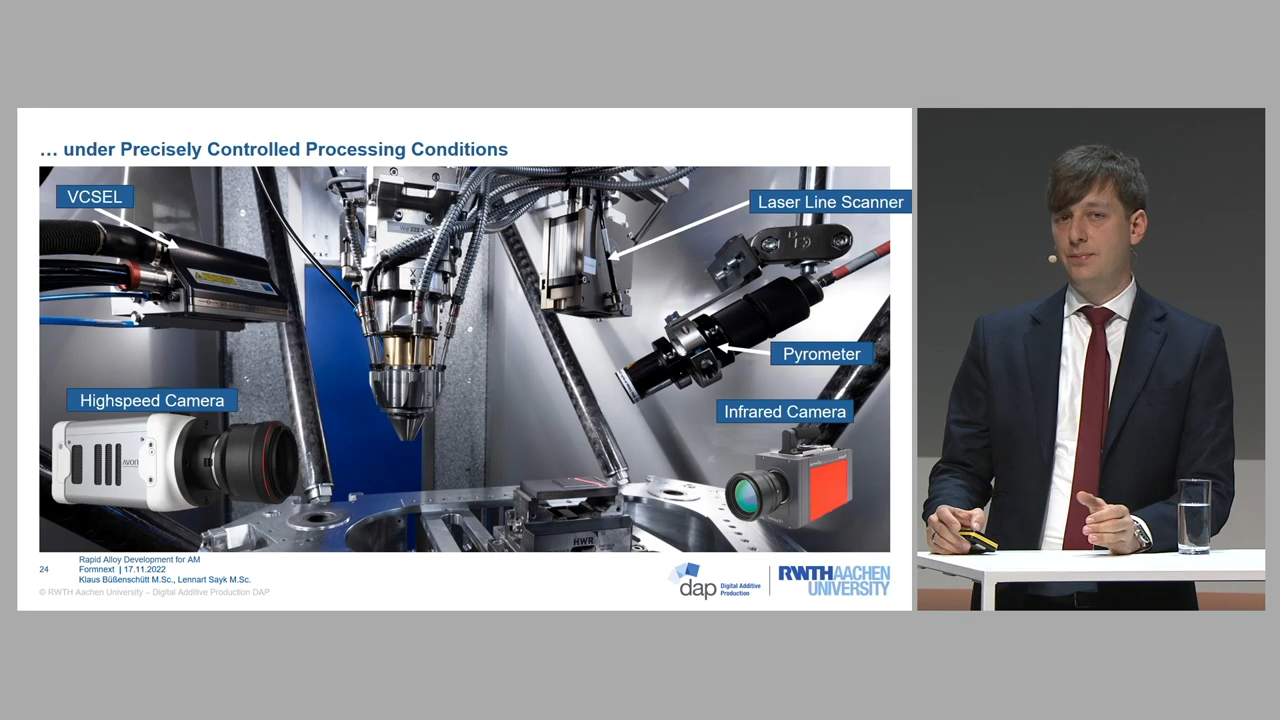 … under Precisely Controlled Processing Conditions
VCSEL
Laser Line Scanner
Pyrometer
Highspeed Camera
Infrared Camera
HWR
24
Rapid Alloy Development for AM
Formnext | 17.11.2022
Klaus Büßenschütt M.Sc., Lennart Sayk M.Sc.
© RWTH Aachen University – Digital Additive Production DAP
dap Digital Additive
Production
RWTHAACHEN
UNIVERSITY